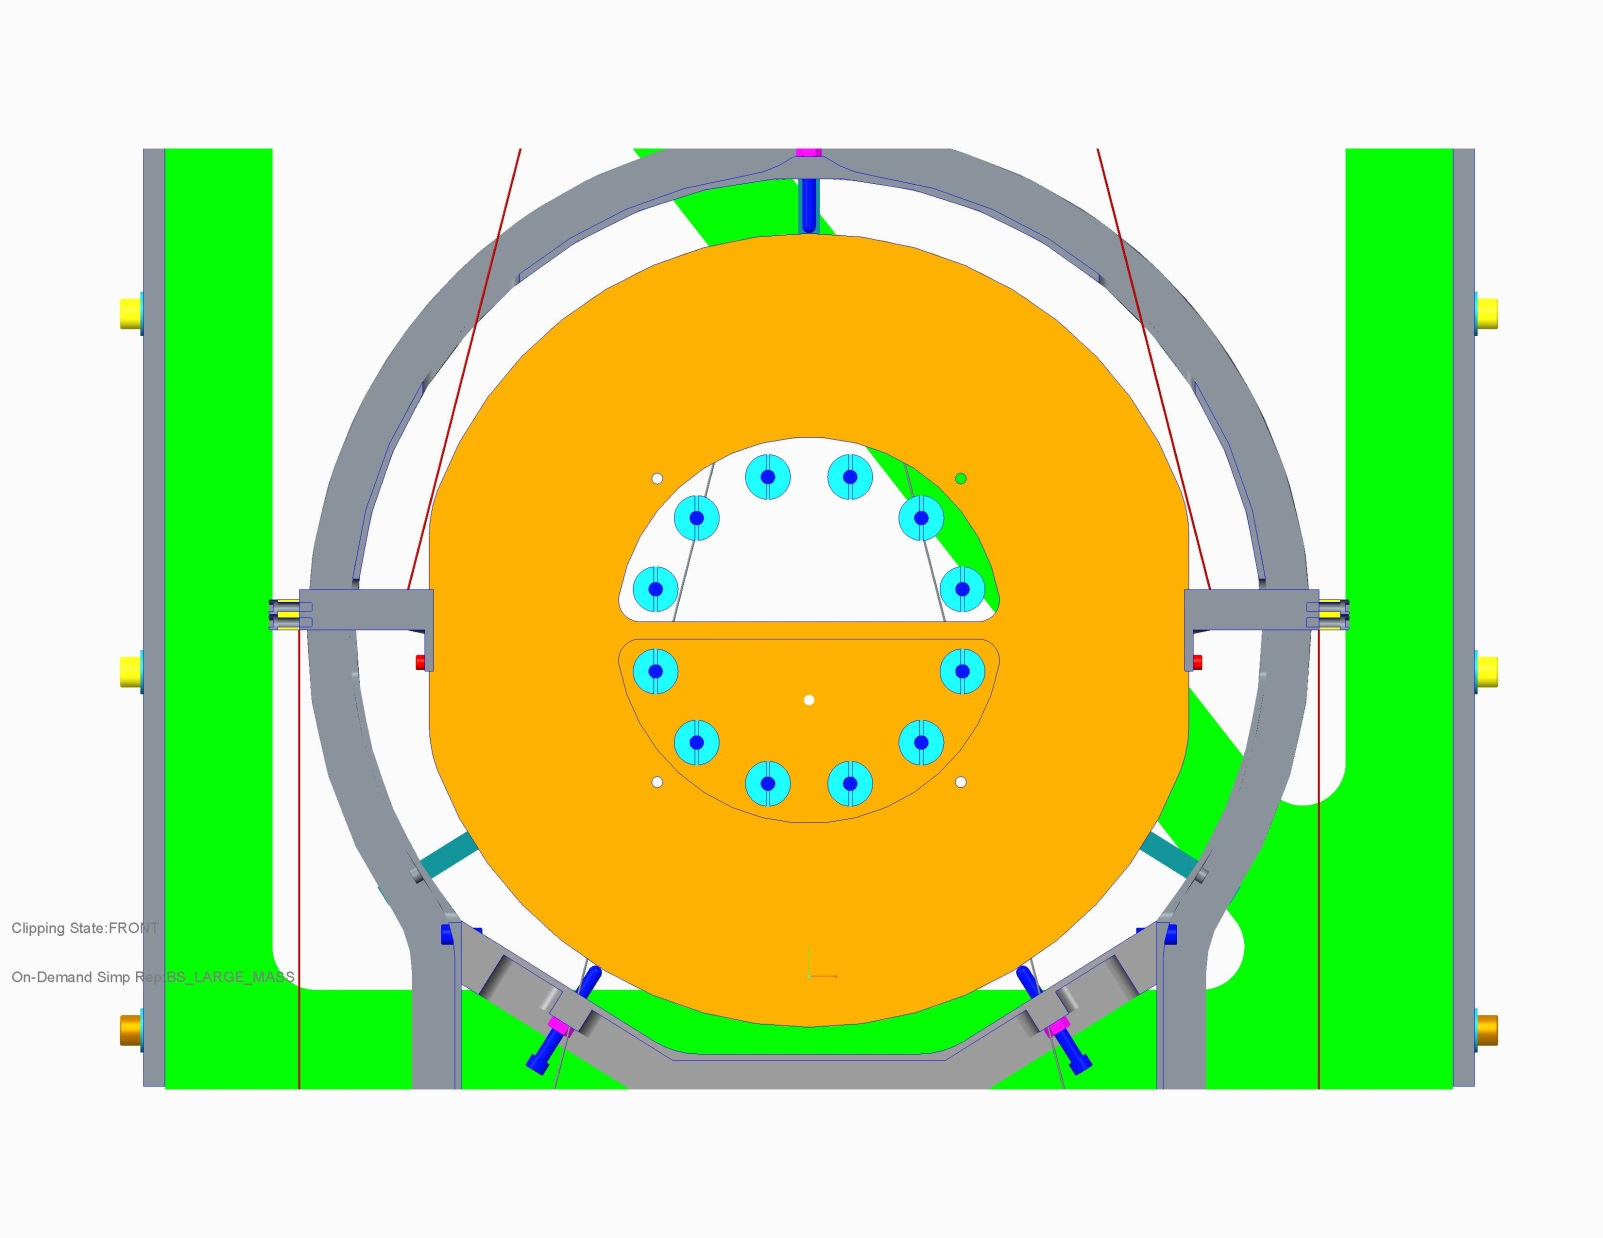 Clipping State:FRONT
On-Demand Simp Rep:BS_LARGE_MASS